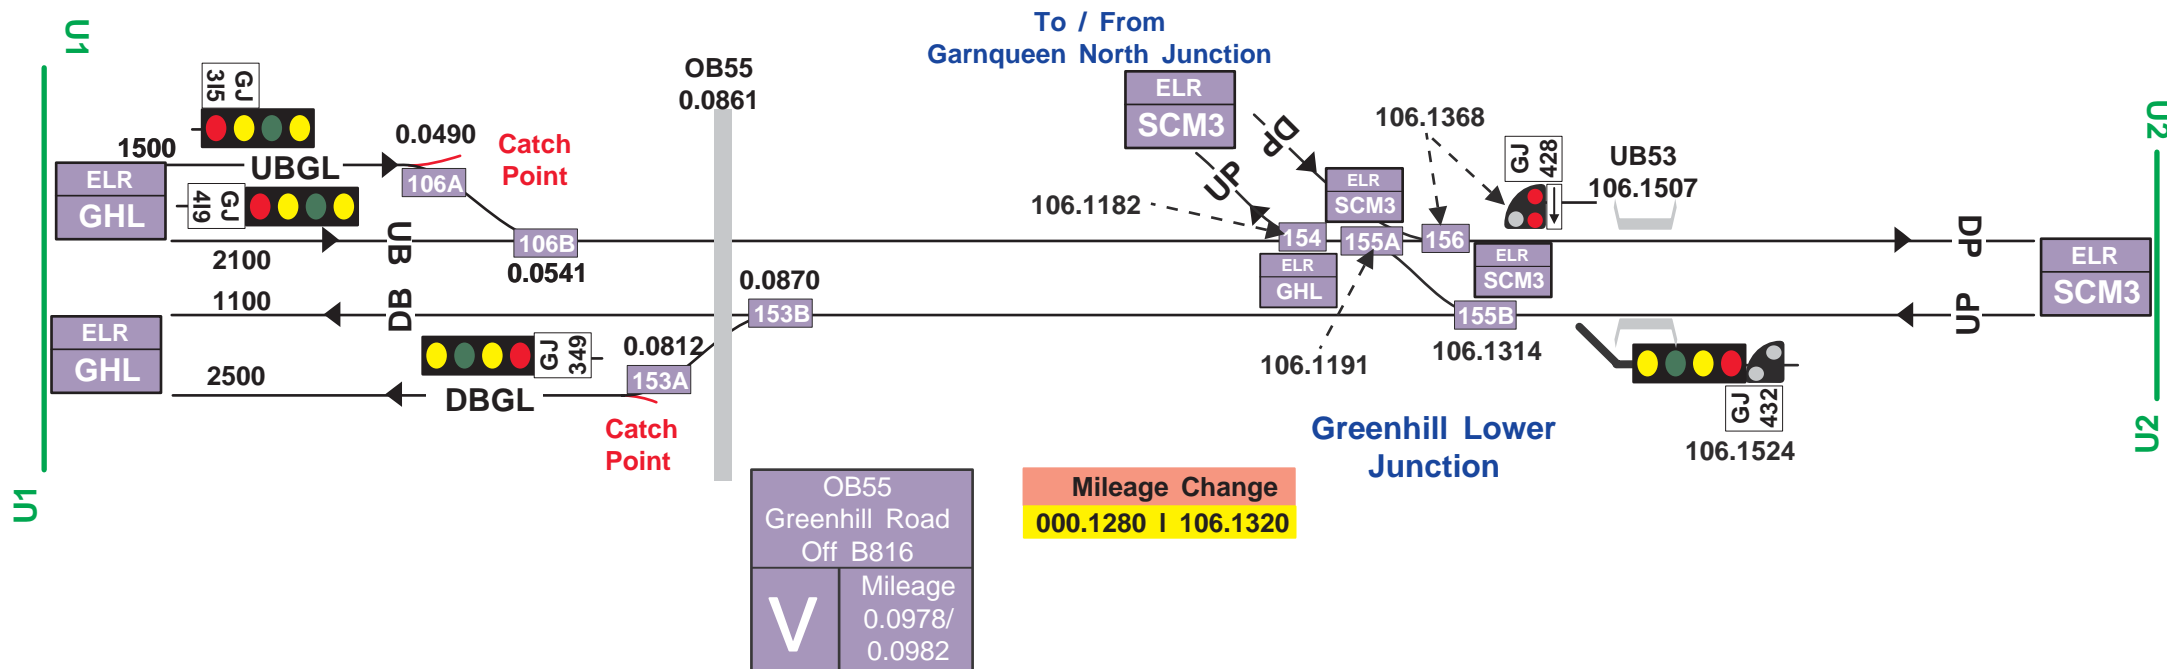 U1
GJ
315
1500
UBGL
0.0490
Catch
Point
106A
ELR
GHL
GJ
419
UB
2100
106B
0.0541
OB55
0.0861
To / From
Garnqueen North Junction
ELR
SCM3
DP
UP
106.1368
106.1182
ELR
SCM3
GJ
428
UB53
106.1507
U2
154
155A
156
ELR
GHL
ELR
SCM3
DP
ELR
SCM3
UP
1100
DB
0.0870
153B
155B
ELR
GHL
2500
DBGL
GJ
349
0.0812
153A
Catch
Point
106.1191
106.1314
GJ
432
106.1524
Greenhill Lower
Junction
U1
U2
OB55
Greenhill Road
Off B816
V
Mileage
0.0978/
0.0982
Mileage Change
000.1280 I 106.1320